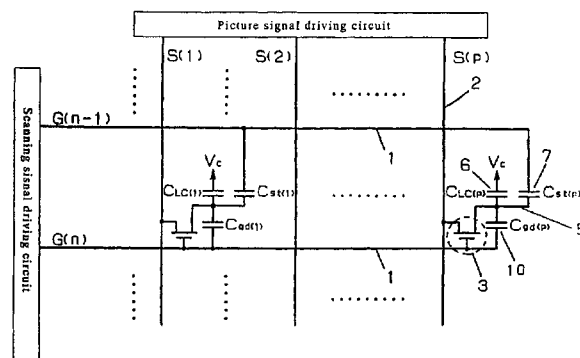 Picture signal driving circuit
S(1) S(2) S(p)
2
Scanning signal driving circuit
G(n-1)
1
Vc Vc
6 7
CLC(1) Cst(1) CLC(p) Cst(p)
5
Cgd(1) Cgd(p)
G(n)
1 3 10